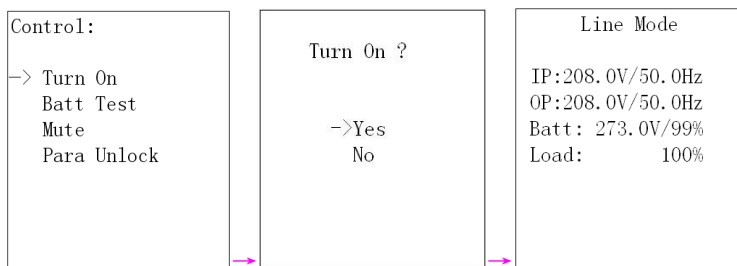 Control:
-> Turn On
Batt Test
Mute
Para Unlock
Turn On ?
->Yes
No
Line Mode
IP:208.0V/50.0Hz
OP:208.0V/50.0Hz
Batt: 273.0V/99%
Load: 100%